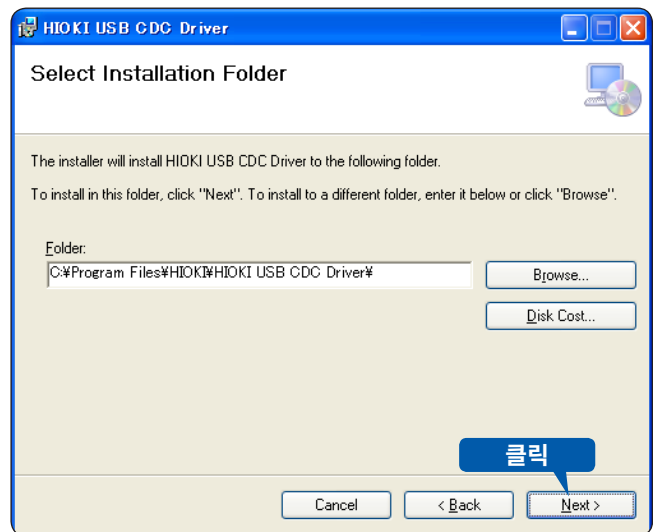 HIOKI USB CDC Driver
Select Installation Folder
The installer will install HIOKI USB CDC Driver to the following folder.
To install in this folder, click "Next". To install to a different folder, enter it below or click "Browse".
Folder:
C:¥Program Files¥HIOKI¥HIOKI USB CDC Driver¥
Browse...
Disk Cost...
클릭
Cancel
< Back
Next >